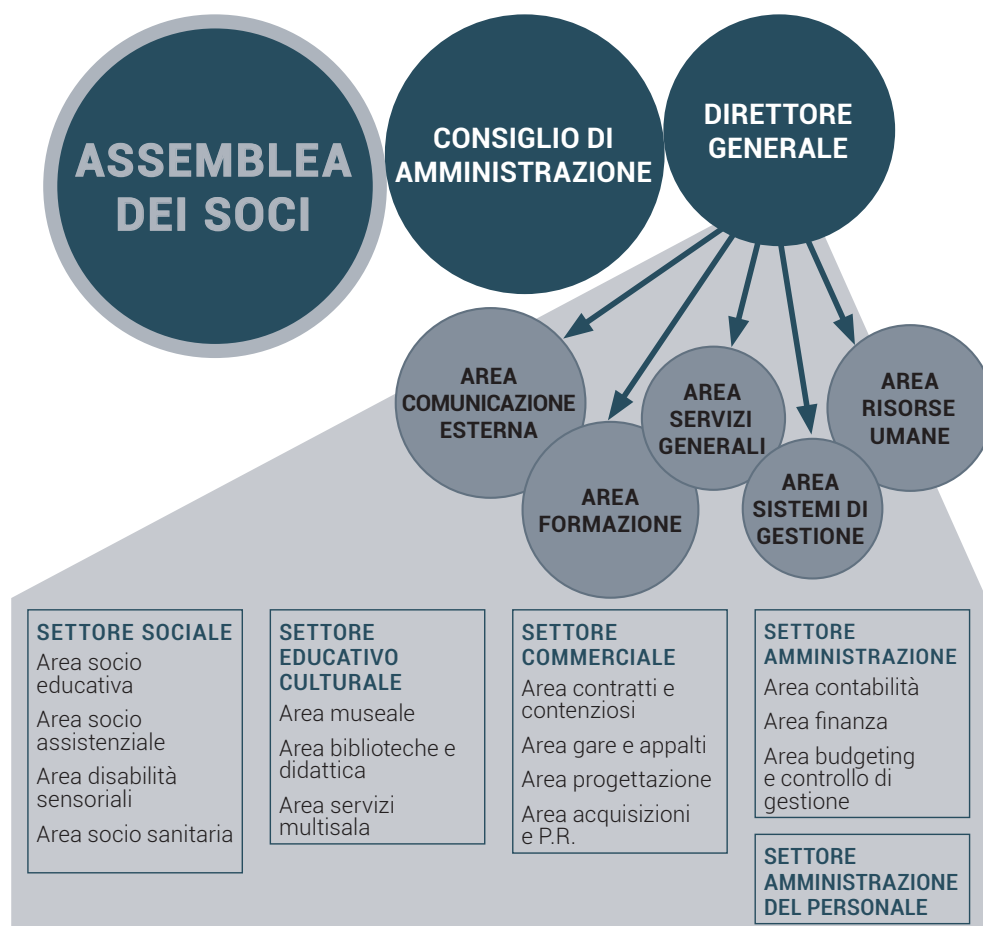 ASSEMBLEA
DEI SOCI
CONSIGLIO DI
AMMINISTRAZIONE
DIRETTORE
GENERALE
AREA
COMUNICAZIONE
ESTERNA
AREA
FORMAZIONE
AREA
SERVIZI
GENERALI
AREA
SISTEMI DI
GESTIONE
AREA
RISORSE
UMANE
SETTORE SOCIALE
Area socio
educativa
Area socio
assistenziale
Area disabilità
sensoriali
Area socio sanitaria
SETTORE
EDUCATIVO
CULTURALE
Area museale
Area biblioteche e
didattica
Area servizi
multisala
SETTORE
COMMERCIALE
Area contratti e
contenziosi
Area gare e appalti
Area progettazione
Area acquisizioni
e P.R.
SETTORE
AMMINISTRAZIONE
Area contabilità
Area finanza
Area budgeting
e controllo di
gestione
SETTORE
AMMINISTRAZIONE
DEL PERSONALE